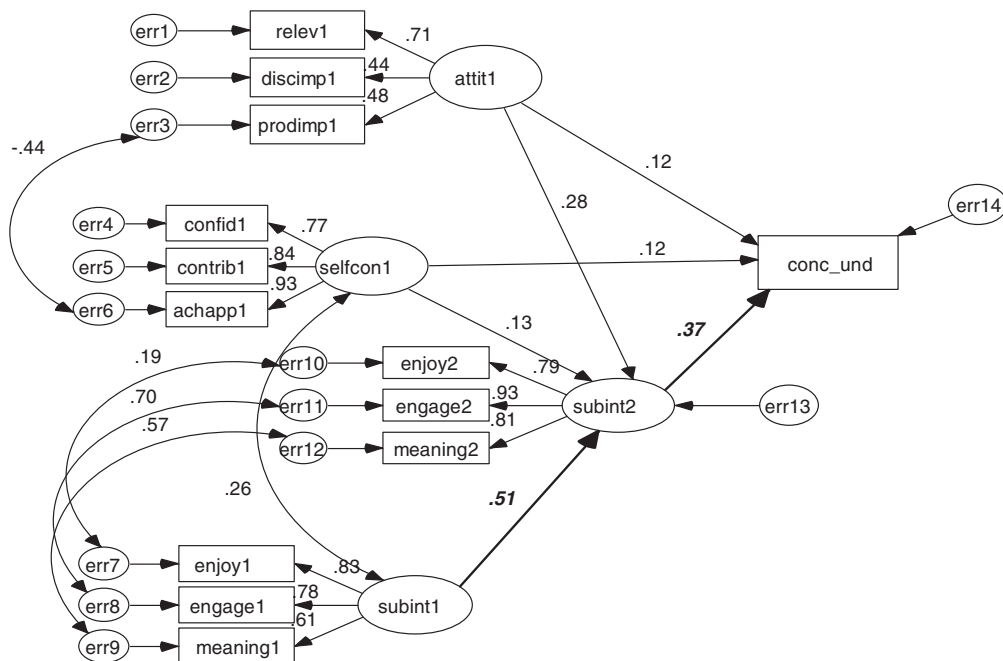 err1
relev1
.71
err2
discimp1
.44
attit1
err3
prodimp1
.48
-.44
.12
.28
err14
err4
confid1
.77
err5
contrib1
.84
selfcon1
.12
conc_und
err6
achapp1
.93
.13
.37
.19
err10
enjoy2
.79
.70
err11
engage2
.93
subint2
err13
.57
err12
meaning2
.81
.26
.51
err7
enjoy1
.83
err8
engage1
.78
subint1
err9
meaning1
.61